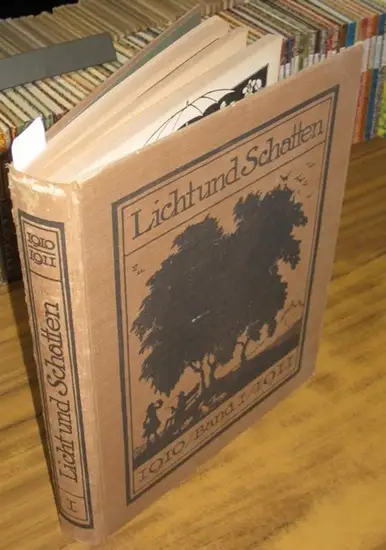 Licht und Schatten
1910 / Band I / 1911
1910
1911
Licht und Schatten
I